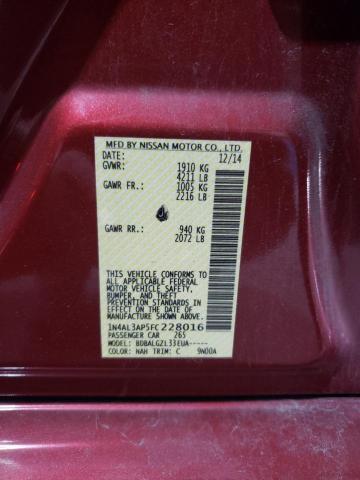 MFD BY NISSAN MOTOR CO., LTD.
DATE: 12/14
GVWR: 1910 KG
4211 LB
GAWR FR: 1005 KG
2216 LB
GAWR RR: 940 KG
2072 LB
THIS VEHICLE CONFORMS TO
ALL APPLICABLE FEDERAL
MOTOR VEHICLE SAFETY,
BUMPER, AND THEFT
PREVENTION STANDARDS IN
EFFECT ON THE DATE OF
MANUFACTURE SHOWN ABOVE.
1N4AL3AP5FC228016
PASSENGER CAR 265
MODEL: BDBALGZL33EUA-----
COLOR: NAH TRIM: C 9N00A